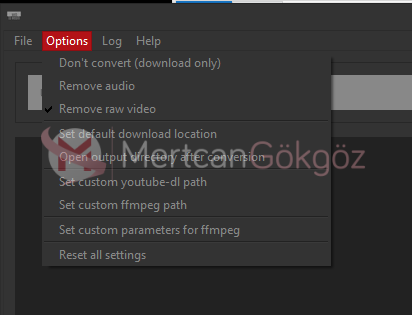 File Options Log Help
Don't convert (download only)
Remove audio
Remove raw video
Set default download location
Mertcan Gökgöz
Open output directory after conversion
Set custom youtube-dl path
Set custom ffmpeg path
Set custom parameters for ffmpeg
Reset all settings